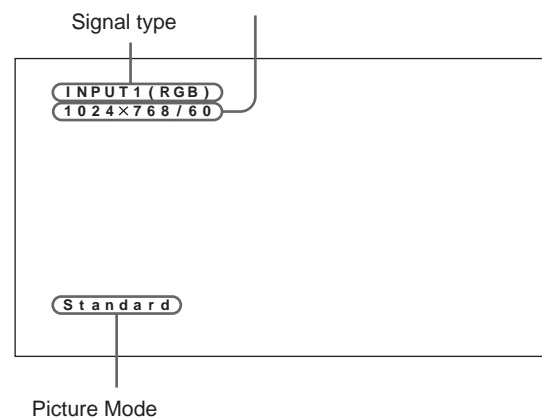 Signal type
INPUT1(RGB)
1024×768/60
Standard
Picture Mode